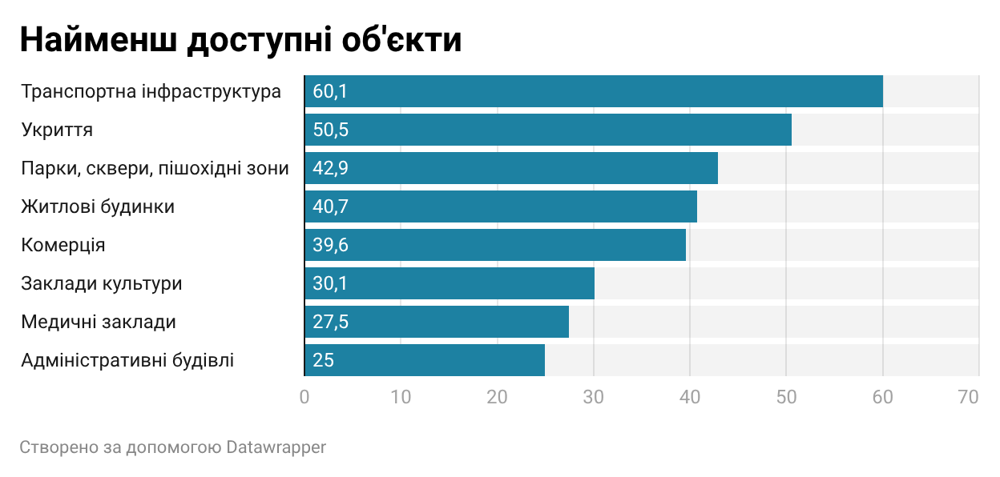 Найменш доступні об'єкти
Транспортна інфраструктура 60,1
Укриття 50,5
Парки, сквери, пішохідні зони 42,9
Житлові будинки 40,7
Комерція 39,6
Заклади культури 30,1
Медичні заклади 27,5
Адміністративні будівлі 25
0 10 20 30 40 50 60 70
Створено за допомогою Datawrapper